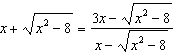 x + √(x² − 8) = (3x − √(x² − 8)) / (x − √(x² − 8))